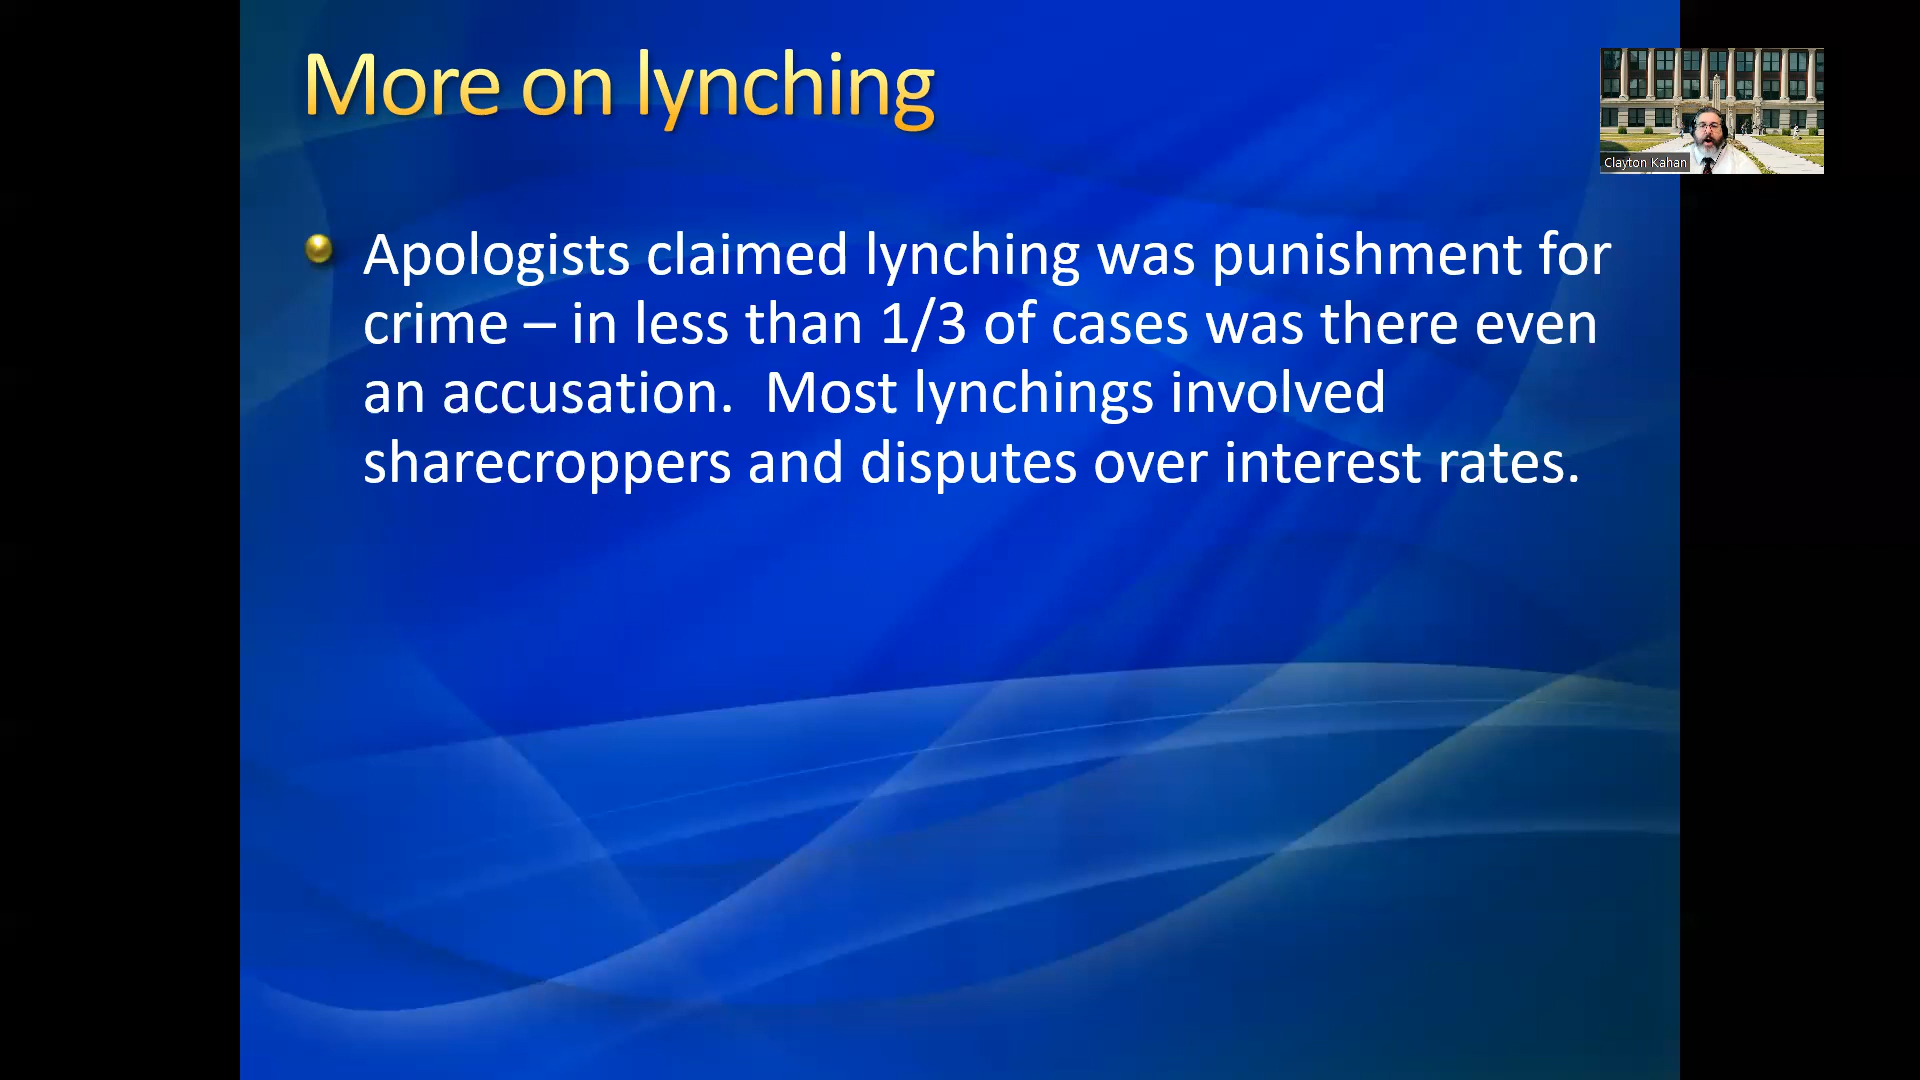 More on lynching
Clayton Kahan
Apologists claimed lynching was punishment for
crime – in less than 1/3 of cases was there even
an accusation.  Most lynchings involved
sharecroppers and disputes over interest rates.